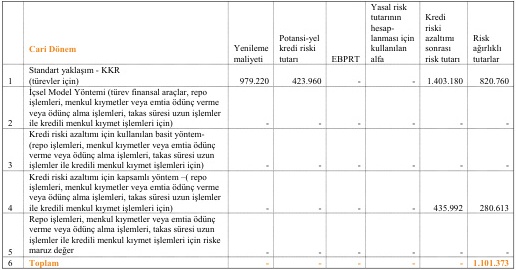 Cari Dönem
Yenileme
maliyeti
Potansi-yel
kredi riski
tutarı
EBPRT
Yasal risk
tutarının
hesap-
lanması için
kullanılan
alfa
Kredi
riski
azaltımı
sonrası
risk tutarı
Risk
ağırlıklı
tutarlar
Standart yaklaşım - KKR
1 (türevler için) 979.220 423.960 - - 1.403.180 820.760
İçsel Model Yöntemi (türev finansal araçlar, repo
işlemleri, menkul kıymetler veya emtia ödünç verme
veya ödünç alma işlemleri, takas süresi uzun işlemler
2 ile kredili menkul kıymet işlemleri için) - - - - - -
Kredi riski azaltımı için kullanılan basit yöntem-
(repo işlemleri, menkul kıymetler veya emtia ödünç
verme veya ödünç alma işlemleri, takas süresi uzun
3 işlemler ile kredili menkul kıymet işlemleri için) - - - - - -
Kredi riski azaltımı için kapsamlı yöntem –( repo
işlemleri, menkul kıymetler veya emtia ödünç verme
veya ödünç alma işlemleri, takas süresi uzun işlemler
4 ile kredili menkul kıymet işlemleri için) - - - - 435.992 280.613
Repo işlemleri, menkul kıymetler veya emtia ödünç
verme veya ödünç alma işlemleri, takas süresi uzun
işlemler ile kredili menkul kıymet işlemleri için riske
5 maruz değer - - - - - -
6 Toplam - - - - - 1.101.373